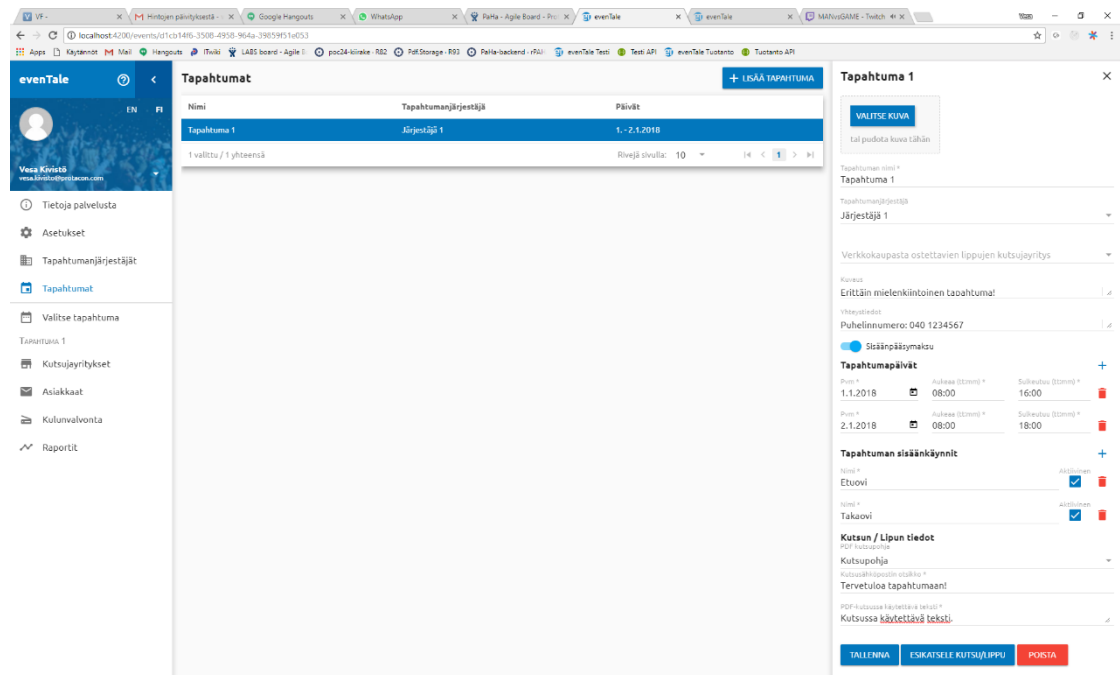 VF -
M Hintojen päivityksestä -
Google Hangouts
WhatsApp
PaHa - Agile Board - Pro
evenTale
evenTale
MANvsGAME - Twitch
localhost:4200/events/d1cb14f6-3508-4958-964a-39859f51e053
Apps
Käytännöt
Mail
Hangouts
ITwiki
LABS board - Agile B
poc24-kiirake - R82
Pdf.Storage - R93
PaHa-backend - rPAH
evenTale Testi
Testi API
evenTale Tuotanto
Tuotanto API
evenTale
EN FI
Vesa Kivistö
vesa.kivisto@protacon.com
Tietoja palvelusta
Asetukset
Tapahtumanjärjestäjät
Tapahtumat
Valitse tapahtuma
TAPAHTUMA 1
Kutsujayritykset
Asiakkaat
Kulunvalvonta
Raportit
Tapahtumat
+ LISÄÄ TAPAHTUMA
Nimi Tapahtumanjärjestäjä Päivät
Tapahtuma 1 Järjestäjä 1 1. - 2.1.2018
1 valittu / 1 yhteensä Rivejä sivulla: 10 1
Tapahtuma 1
VALITSE KUVA
tai pudota kuva tähän
Tapahtuman nimi *
Tapahtuma 1
Tapahtumanjärjestäjä
Järjestäjä 1
Verkkokaupasta ostettavien lippujen kutsujayritys
Kuvaus
Erittäin mielenkiintoinen tapahtuma!
Yhteystiedot
Puhelinnumero: 040 1234567
Sisäänpääsymaksu
Tapahtumapäivät +
Pvm * Aukeaa (tt:mm) * Sulkeutuu (tt:mm) *
1.1.2018 08:00 16:00
Pvm * Aukeaa (tt:mm) * Sulkeutuu (tt:mm) *
2.1.2018 08:00 18:00
Tapahtuman sisäänkäynnit +
Nimi * Aktiivinen
Etuovi
Nimi * Aktiivinen
Takaovi
Kutsun / Lipun tiedot
PDF kutsupohja
Kutsupohja
Kutsusähköpostin otsikko *
Tervetuloa tapahtumaan!
PDF-kutsussa käytettävä teksti *
Kutsussa käytettävä teksti.
TALLENNA
ESIKATSELE KUTSU/LIPPU
POISTA